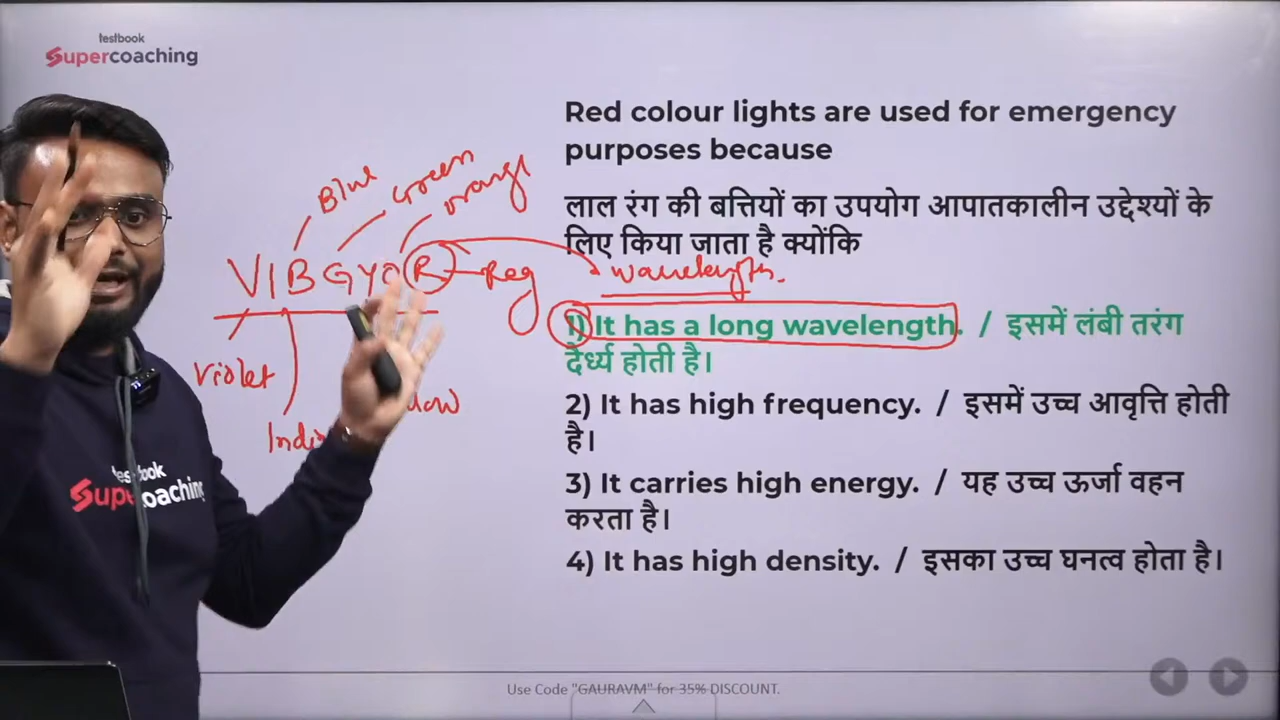 testbook
Supercoaching
Red colour lights are used for emergency
purposes because
लाल रंग की बत्तियों का उपयोग आपातकालीन उद्देश्यों के
लिए किया जाता है क्योंकि
1) It has a long wavelength. / इसमें लंबी तरंग
दैर्ध्य होती है।
2) It has high frequency. / इसमें उच्च आवृत्ति होती
है।
3) It carries high energy. / यह उच्च ऊर्जा वहन
करता है।
4) It has high density. / इसका उच्च घनत्व होता है।
Blue
Green
orange
VIBGYOR
wavelength.
Violet
testbook
Supercoaching
Use Code "GAURAVM" for 35% DISCOUNT.